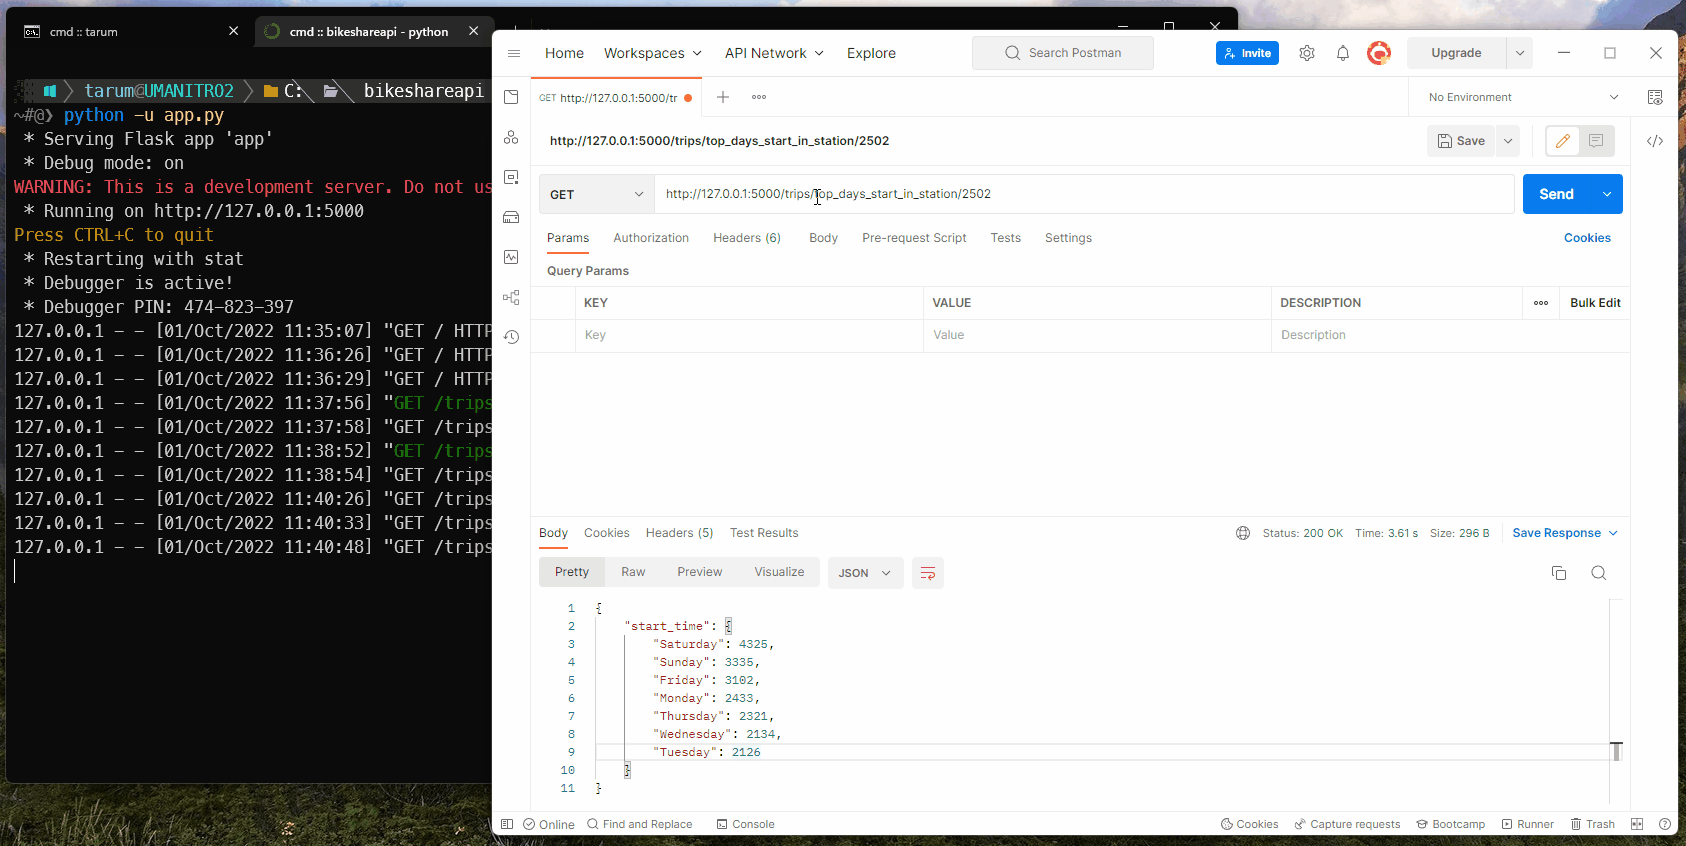 cmd :: tarum
cmd :: bikeshareapi - python
tarum@UMANITRO2 C: bikeshareapi
~#@❯ python -u app.py
* Serving Flask app 'app'
* Debug mode: on
WARNING: This is a development server. Do not us
* Running on http://127.0.0.1:5000
Press CTRL+C to quit
* Restarting with stat
* Debugger is active!
* Debugger PIN: 474-823-397
127.0.0.1 - - [01/Oct/2022 11:35:07] "GET / HTTP
127.0.0.1 - - [01/Oct/2022 11:36:26] "GET / HTTP
127.0.0.1 - - [01/Oct/2022 11:36:29] "GET / HTTP
127.0.0.1 - - [01/Oct/2022 11:37:56] "GET /trips
127.0.0.1 - - [01/Oct/2022 11:37:58] "GET /trips
127.0.0.1 - - [01/Oct/2022 11:38:52] "GET /trips
127.0.0.1 - - [01/Oct/2022 11:38:54] "GET /trips
127.0.0.1 - - [01/Oct/2022 11:40:26] "GET /trips
127.0.0.1 - - [01/Oct/2022 11:40:33] "GET /trips
127.0.0.1 - - [01/Oct/2022 11:40:48] "GET /trips
Home Workspaces API Network Explore Search Postman Invite Upgrade
GET http://127.0.0.1:5000/tr No Environment
http://127.0.0.1:5000/trips/top_days_start_in_station/2502 Save
GET http://127.0.0.1:5000/trips/top_days_start_in_station/2502 Send
Params Authorization Headers (6) Body Pre-request Script Tests Settings Cookies
Query Params
KEY VALUE DESCRIPTION Bulk Edit
Key Value Description
Body Cookies Headers (5) Test Results Status: 200 OK Time: 3.61 s Size: 296 B Save Response
Pretty Raw Preview Visualize JSON
1 {
2 "start_time": {
3 "Saturday": 4325,
4 "Sunday": 3335,
5 "Friday": 3102,
6 "Monday": 2433,
7 "Thursday": 2321,
8 "Wednesday": 2134,
9 "Tuesday": 2126
10 }
11 }
Online Find and Replace Console Cookies Capture requests Bootcamp Runner Trash